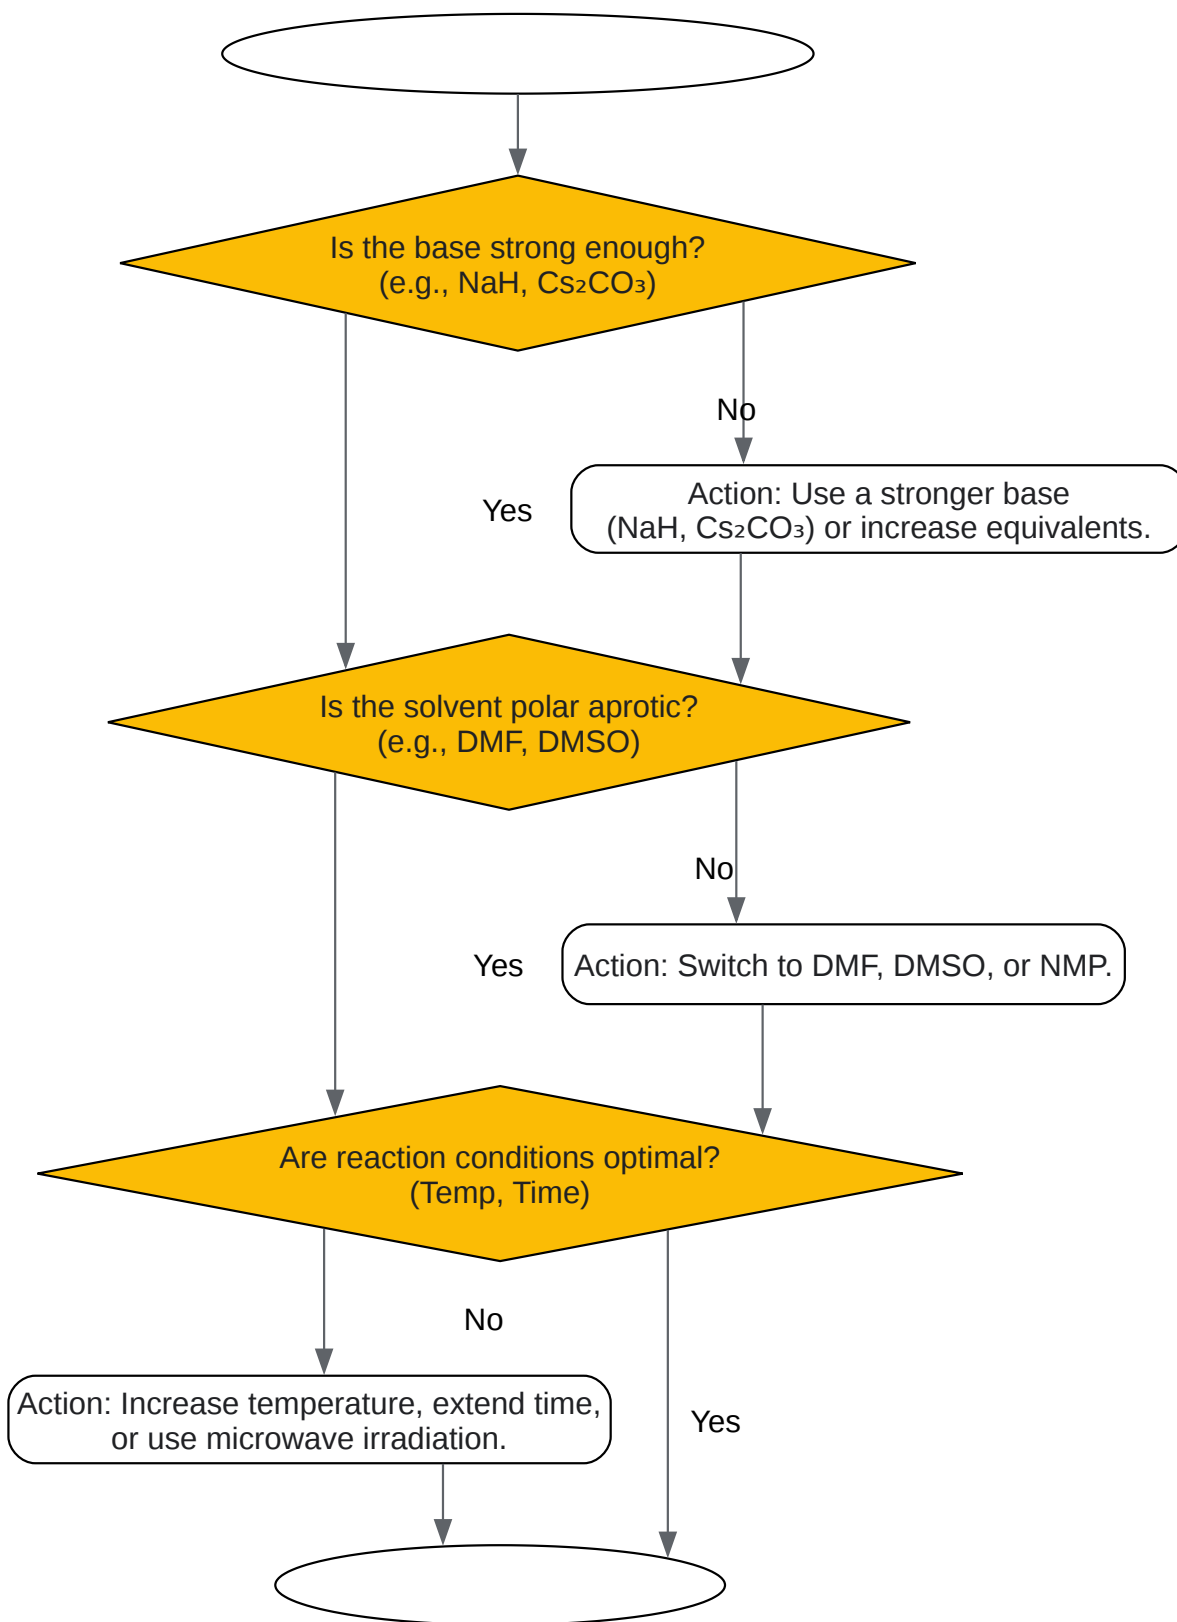 Is the base strong enough?
(e.g., NaH, Cs₂CO₃)
No
Yes
Action: Use a stronger base
(NaH, Cs₂CO₃) or increase equivalents.
Is the solvent polar aprotic?
(e.g., DMF, DMSO)
No
Yes
Action: Switch to DMF, DMSO, or NMP.
Are reaction conditions optimal?
(Temp, Time)
No
Action: Increase temperature, extend time,
or use microwave irradiation.
Yes